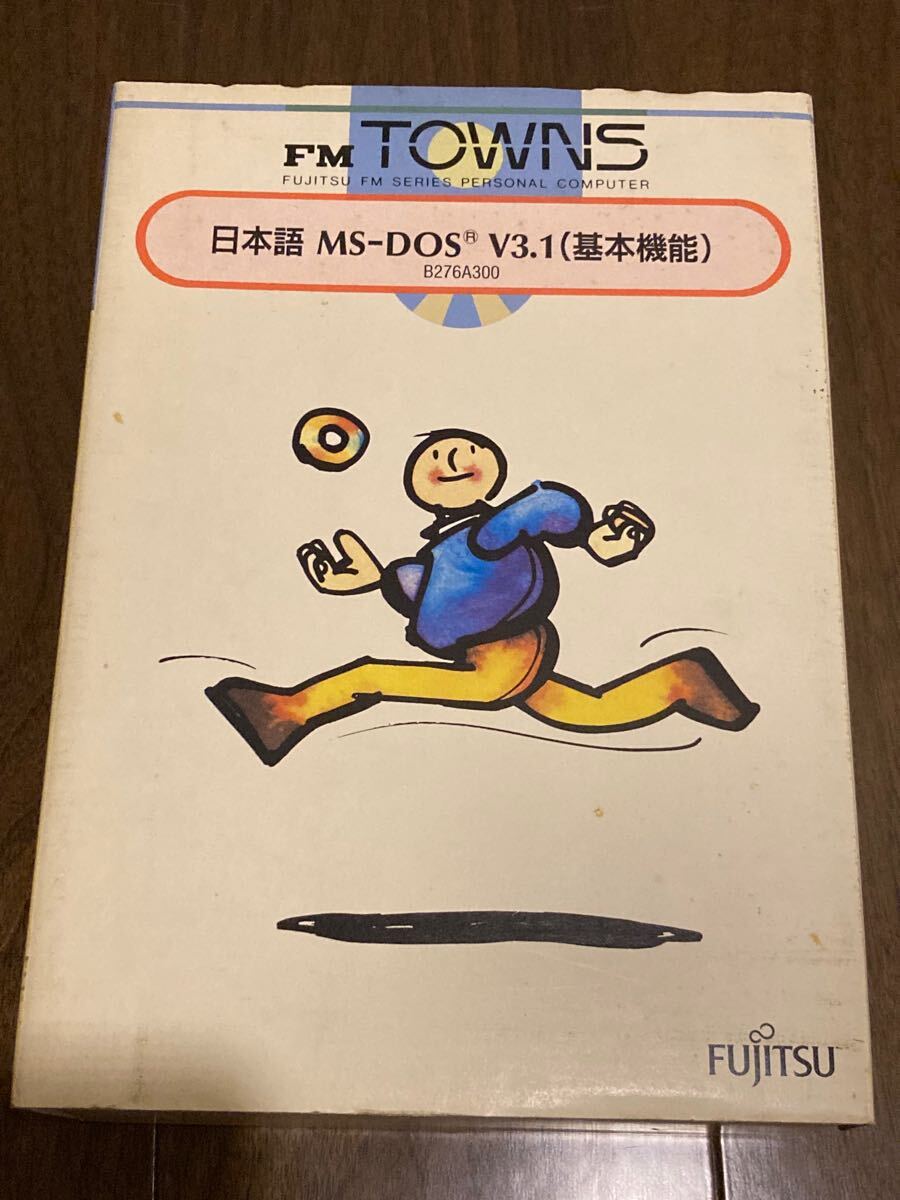 FM TOWNS
FUJITSU FM SERIES PERSONAL COMPUTER
日本語 MS-DOS® V3.1(基本機能)
B276A300
FUJITSU